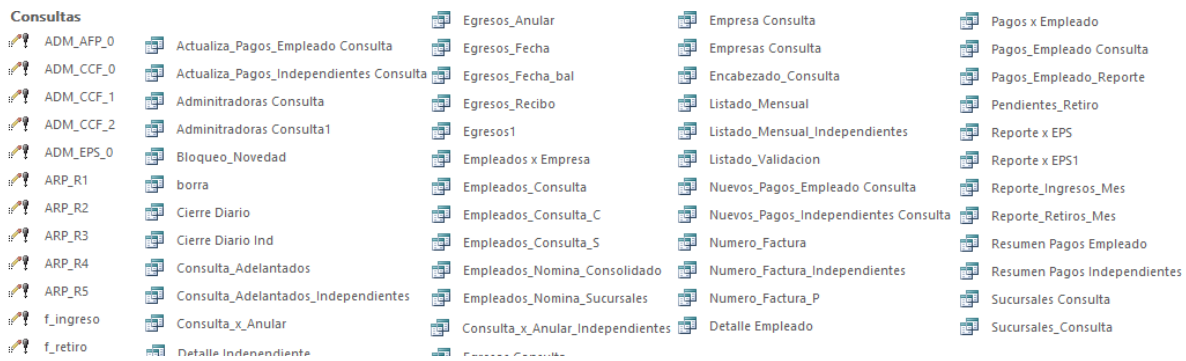 Consultas
ADM_AFP_0
ADM_CCF_0
ADM_CCF_1
ADM_CCF_2
ADM_EPS_0
ARP_R1
ARP_R2
ARP_R3
ARP_R4
ARP_R5
f_ingreso
f_retiro
Actualiza_Pagos_Empleado Consulta
Actualiza_Pagos_Independientes Consulta
Adminitradoras Consulta
Adminitradoras Consulta1
Bloqueo_Novedad
borra
Cierre Diario
Cierre Diario Ind
Consulta_Adelantados
Consulta_Adelantados_Independientes
Consulta_x_Anular
Detalle Independiente
Egresos_Anular
Egresos_Fecha
Egresos_Fecha_bal
Egresos_Recibo
Egresos1
Empleados x Empresa
Empleados_Consulta
Empleados_Consulta_C
Empleados_Consulta_S
Empleados_Nomina_Consolidado
Empleados_Nomina_Sucursales
Consulta_x_Anular_Independientes
Egresos Consulta
Empresa Consulta
Empresas Consulta
Encabezado_Consulta
Listado_Mensual
Listado_Mensual_Independientes
Listado_Validacion
Nuevos_Pagos_Empleado Consulta
Nuevos_Pagos_Independientes Consulta
Numero_Factura
Numero_Factura_Independientes
Numero_Factura_P
Detalle Empleado
Pagos x Empleado
Pagos_Empleado Consulta
Pagos_Empleado_Reporte
Pendientes_Retiro
Reporte x EPS
Reporte x EPS1
Reporte_Ingresos_Mes
Reporte_Retiros_Mes
Resumen Pagos Empleado
Resumen Pagos Independientes
Sucursales Consulta
Sucursales_Consulta